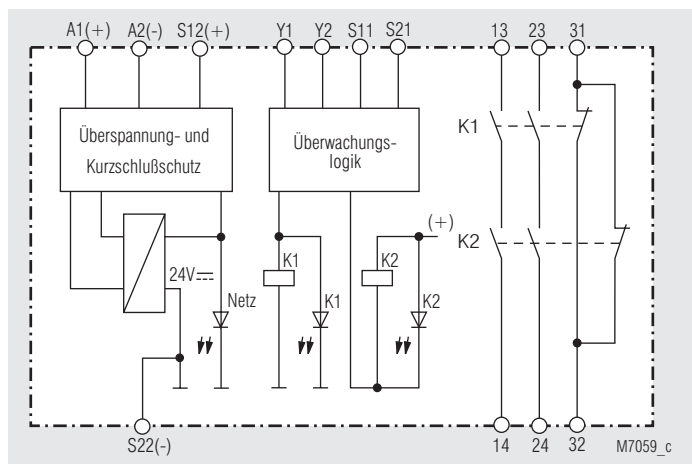 A1(+) A2(-) S12(+) Y1 Y2 S11 S21 13 23 31
Überspannung- und
Kurzschlußschutz
Überwachungs-
logik
K1
K2
(+)
24V
Netz
K1
K1
K2
K2
S22(-)
14 24 32
M7059_c